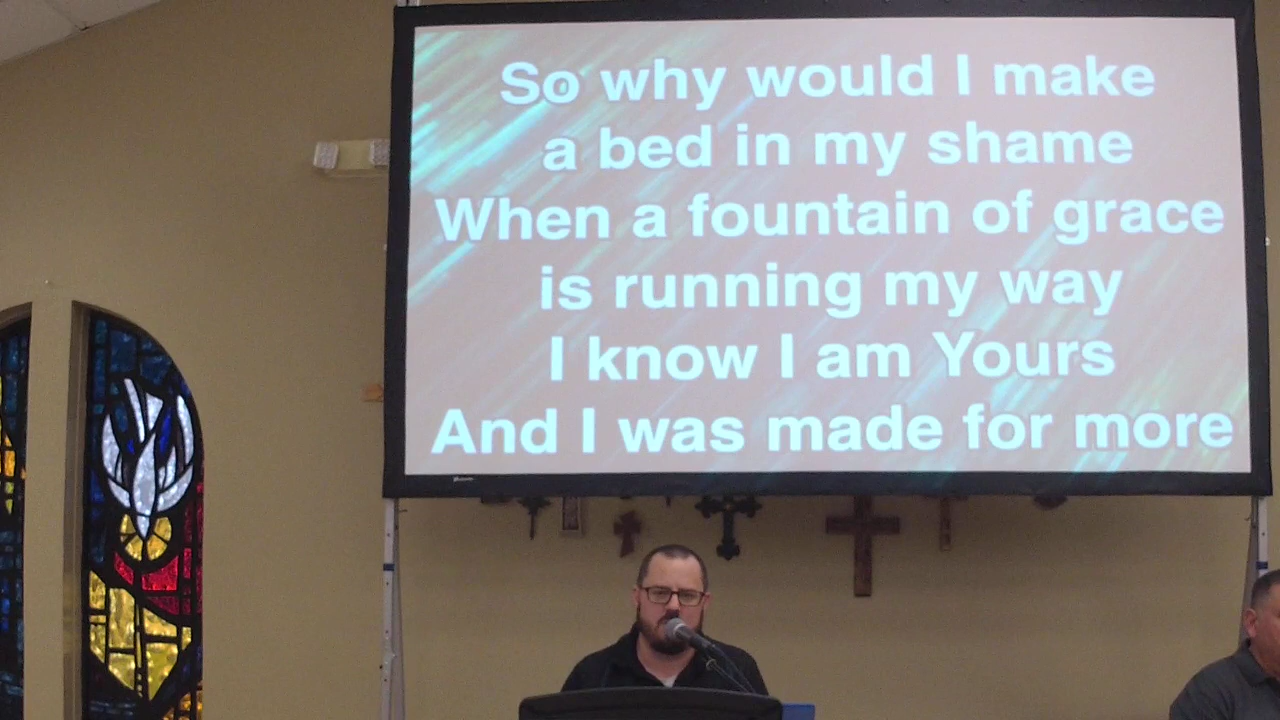 So why would I make
a bed in my shame
When a fountain of grace
is running my way
I know I am Yours
And I was made for more